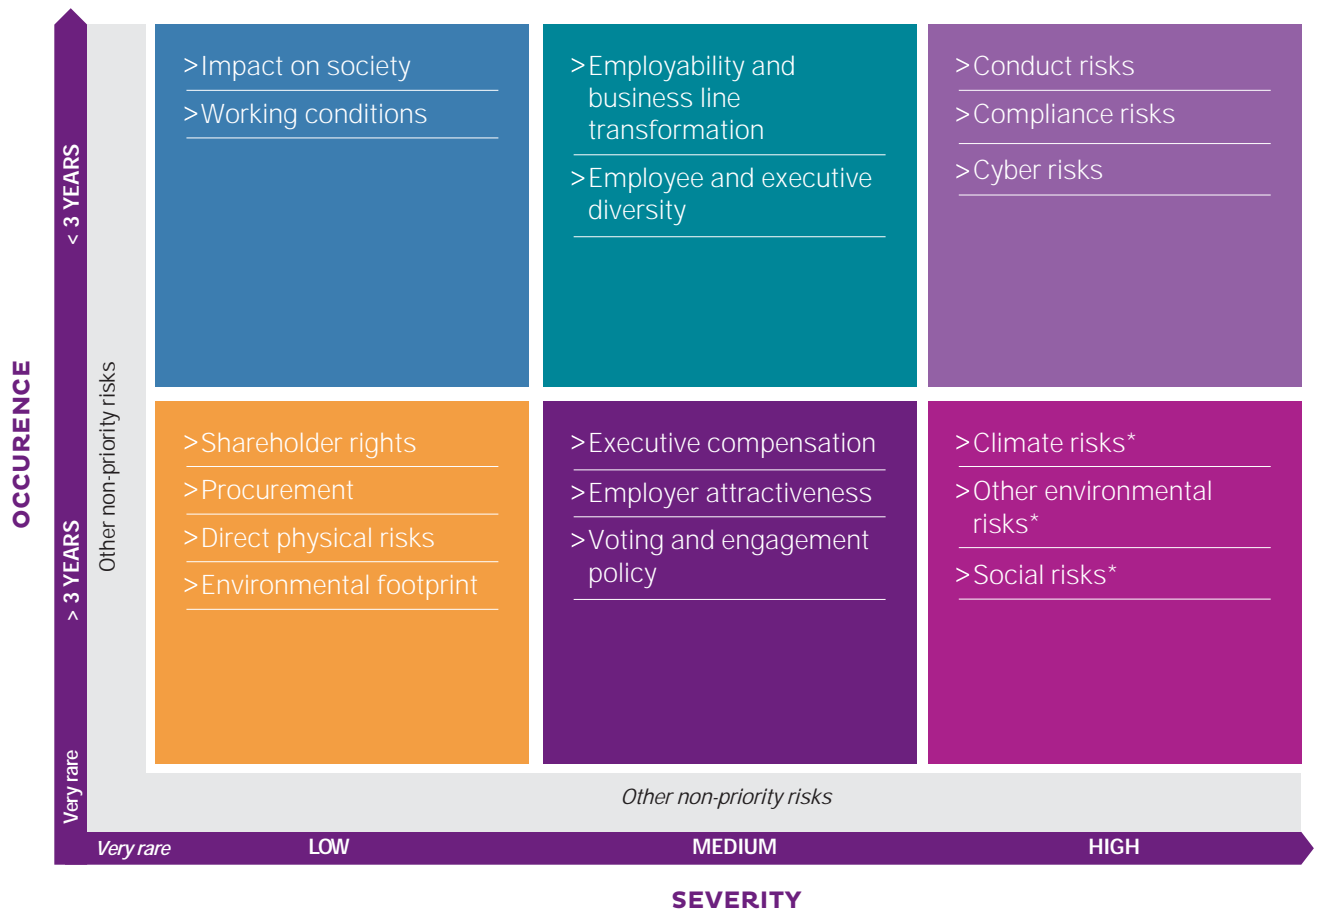 >Impact on society
>Working conditions
>Employability and
business line
transformation
>Employee and executive
diversity
>Conduct risks
>Compliance risks
>Cyber risks
< 3 YEARS
OCCURENCE
Other non-priority risks
>Shareholder rights
>Procurement
>Direct physical risks
>Environmental footprint
>Executive compensation
>Employer attractiveness
>Voting and engagement
policy
>Climate risks*
>Other environmental
risks*
>Social risks*
> 3 YEARS
Very rare
Other non-priority risks
Very rare
LOW
MEDIUM
HIGH
SEVERITY